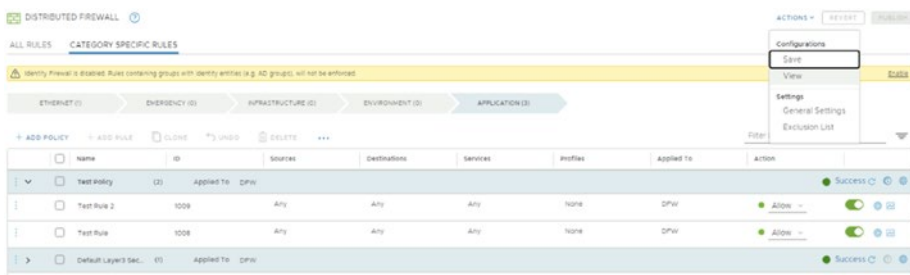 DISTRIBUTED FIREWALL ?
ACTIONS REVERT PUBLISH
ALL RULES CATEGORY SPECIFIC RULES
Configurations
Save
View
Identity Firewall is disabled. Rules containing groups with identity entities (e.g. AD groups), will not be enforced. Enable
Settings
General Settings
Exclusion List
ETHERNET (1) EMERGENCY (0) INFRASTRUCTURE (0) ENVIRONMENT (0) APPLICATION (3)
+ ADD POLICY + ADD RULE CLONE UNDO DELETE ...
Name ID Sources Destinations Services Profiles Applied To Action
Test Policy (2) Applied To DFW Success
Test Rule 2 1009 Any Any Any None DFW Allow
Test Rule 1008 Any Any Any None DFW Allow
Default Layer3 Sec... (1) Applied To DFW Success